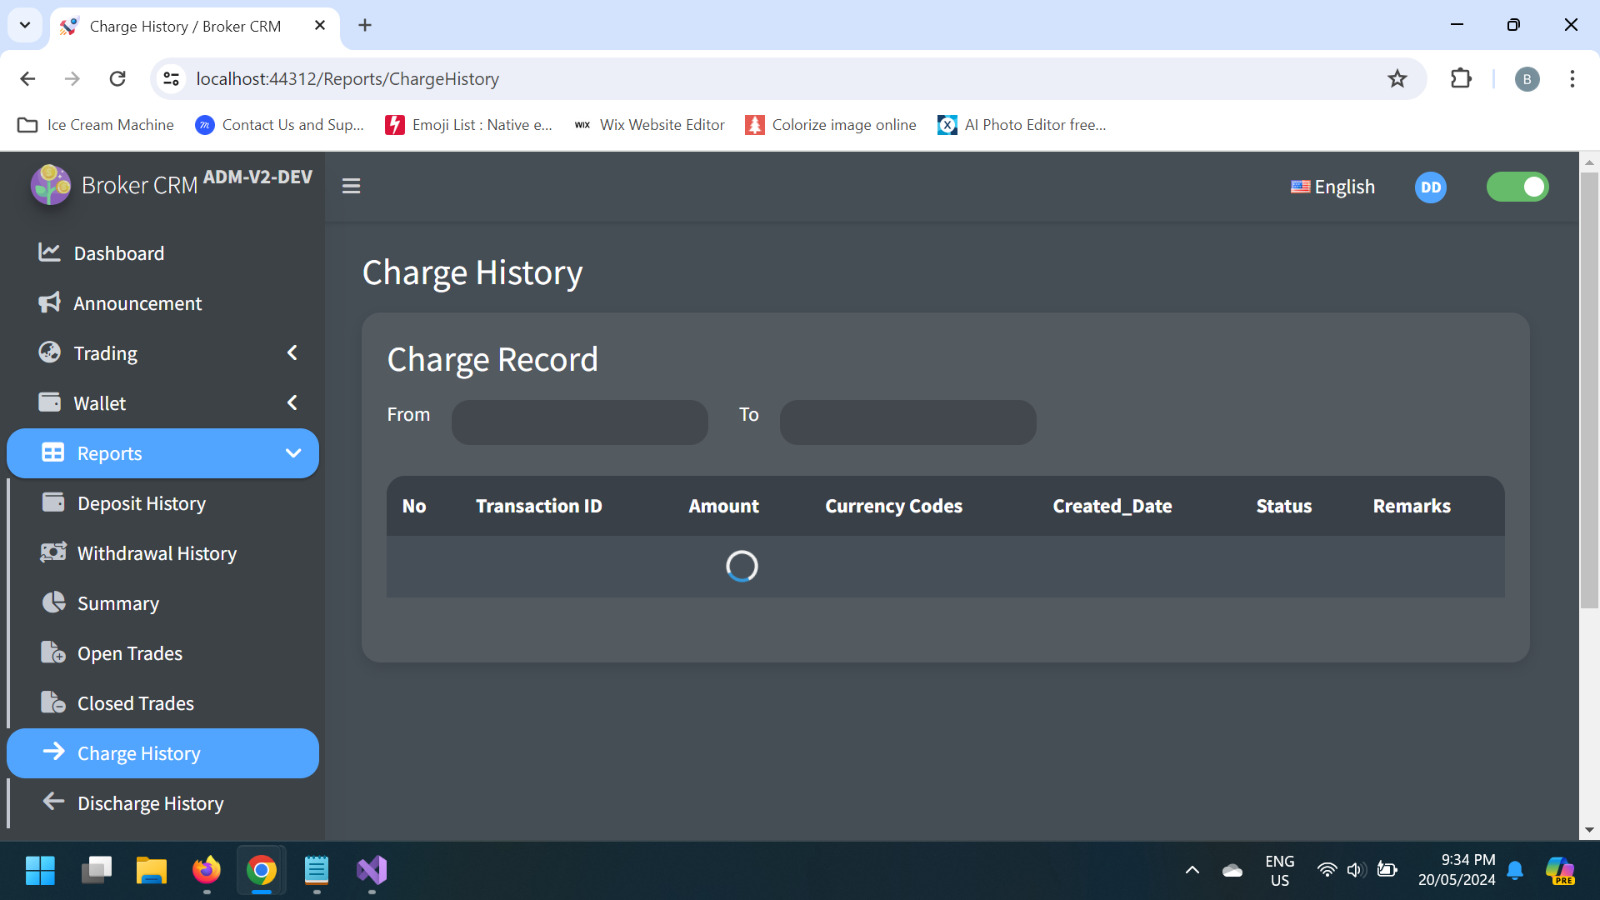 Charge History / Broker CRM
localhost:44312/Reports/ChargeHistory
B
Ice Cream Machine
Contact Us and Sup...
Emoji List : Native e...
WIX Wix Website Editor
Colorize image online
AI Photo Editor free...
Broker CRM ADM-V2-DEV
English
DD
Dashboard
Announcement
Trading
Wallet
Reports
Deposit History
Withdrawal History
Summary
Open Trades
Closed Trades
Charge History
Discharge History
Charge History
Charge Record
From
To
No Transaction ID Amount Currency Codes Created_Date Status Remarks
ENG
US
9:34 PM
20/05/2024
PRE